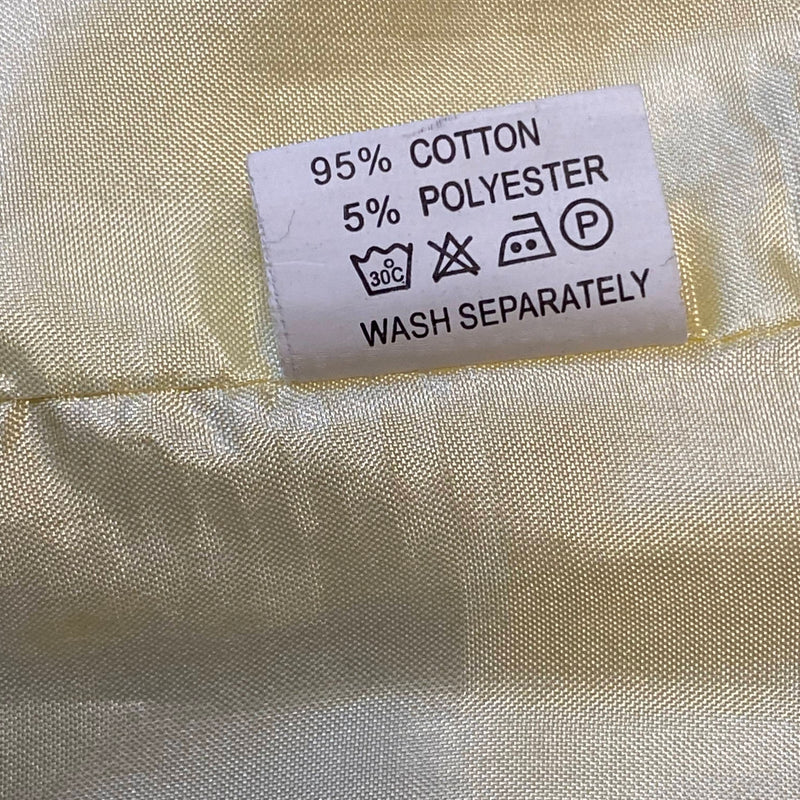 95% COTTON
5% POLYESTER
30°C P
WASH SEPARATELY